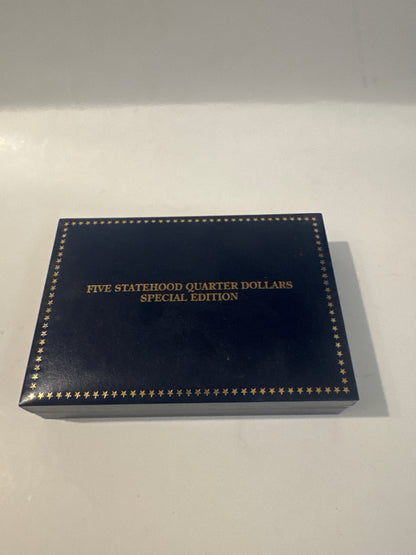 FIVE STATEHOOD QUARTER DOLLARS
SPECIAL EDITION